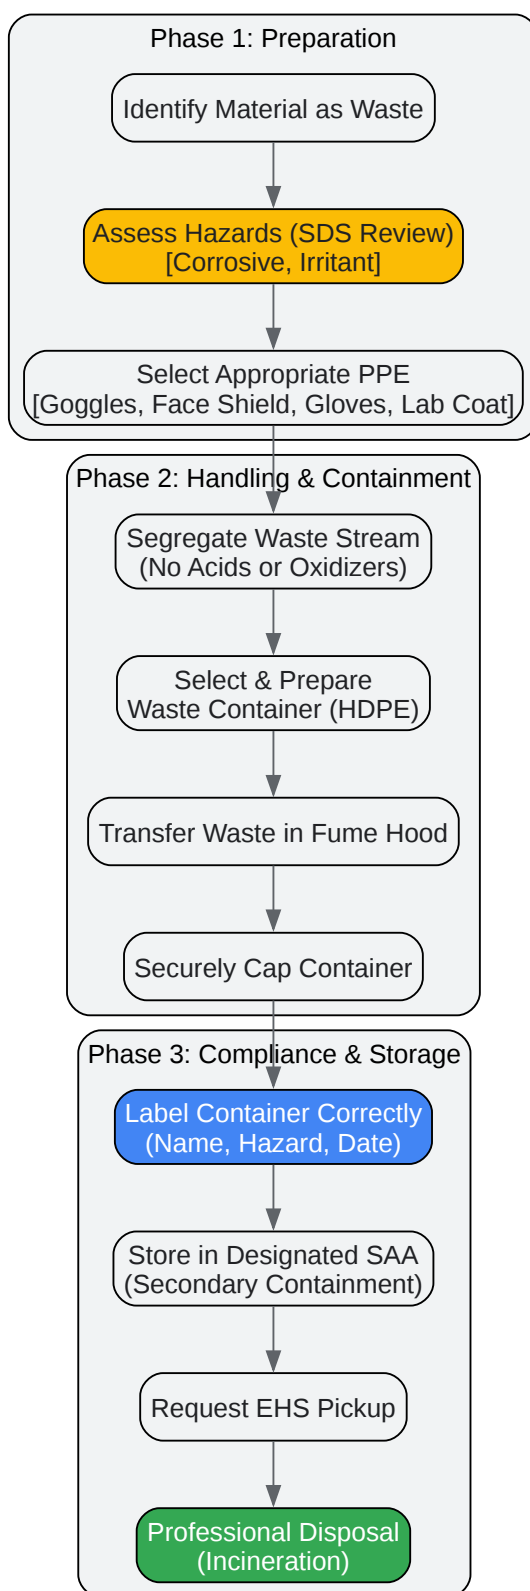 Phase 1: Preparation
Identify Material as Waste
Assess Hazards (SDS Review)
[Corrosive, Irritant]
Select Appropriate PPE
[Goggles, Face Shield, Gloves, Lab Coat]
Phase 2: Handling & Containment
Segregate Waste Stream
(No Acids or Oxidizers)
Select & Prepare
Waste Container (HDPE)
Transfer Waste in Fume Hood
Securely Cap Container
Phase 3: Compliance & Storage
Label Container Correctly
(Name, Hazard, Date)
Store in Designated SAA
(Secondary Containment)
Request EHS Pickup
Professional Disposal
(Incineration)